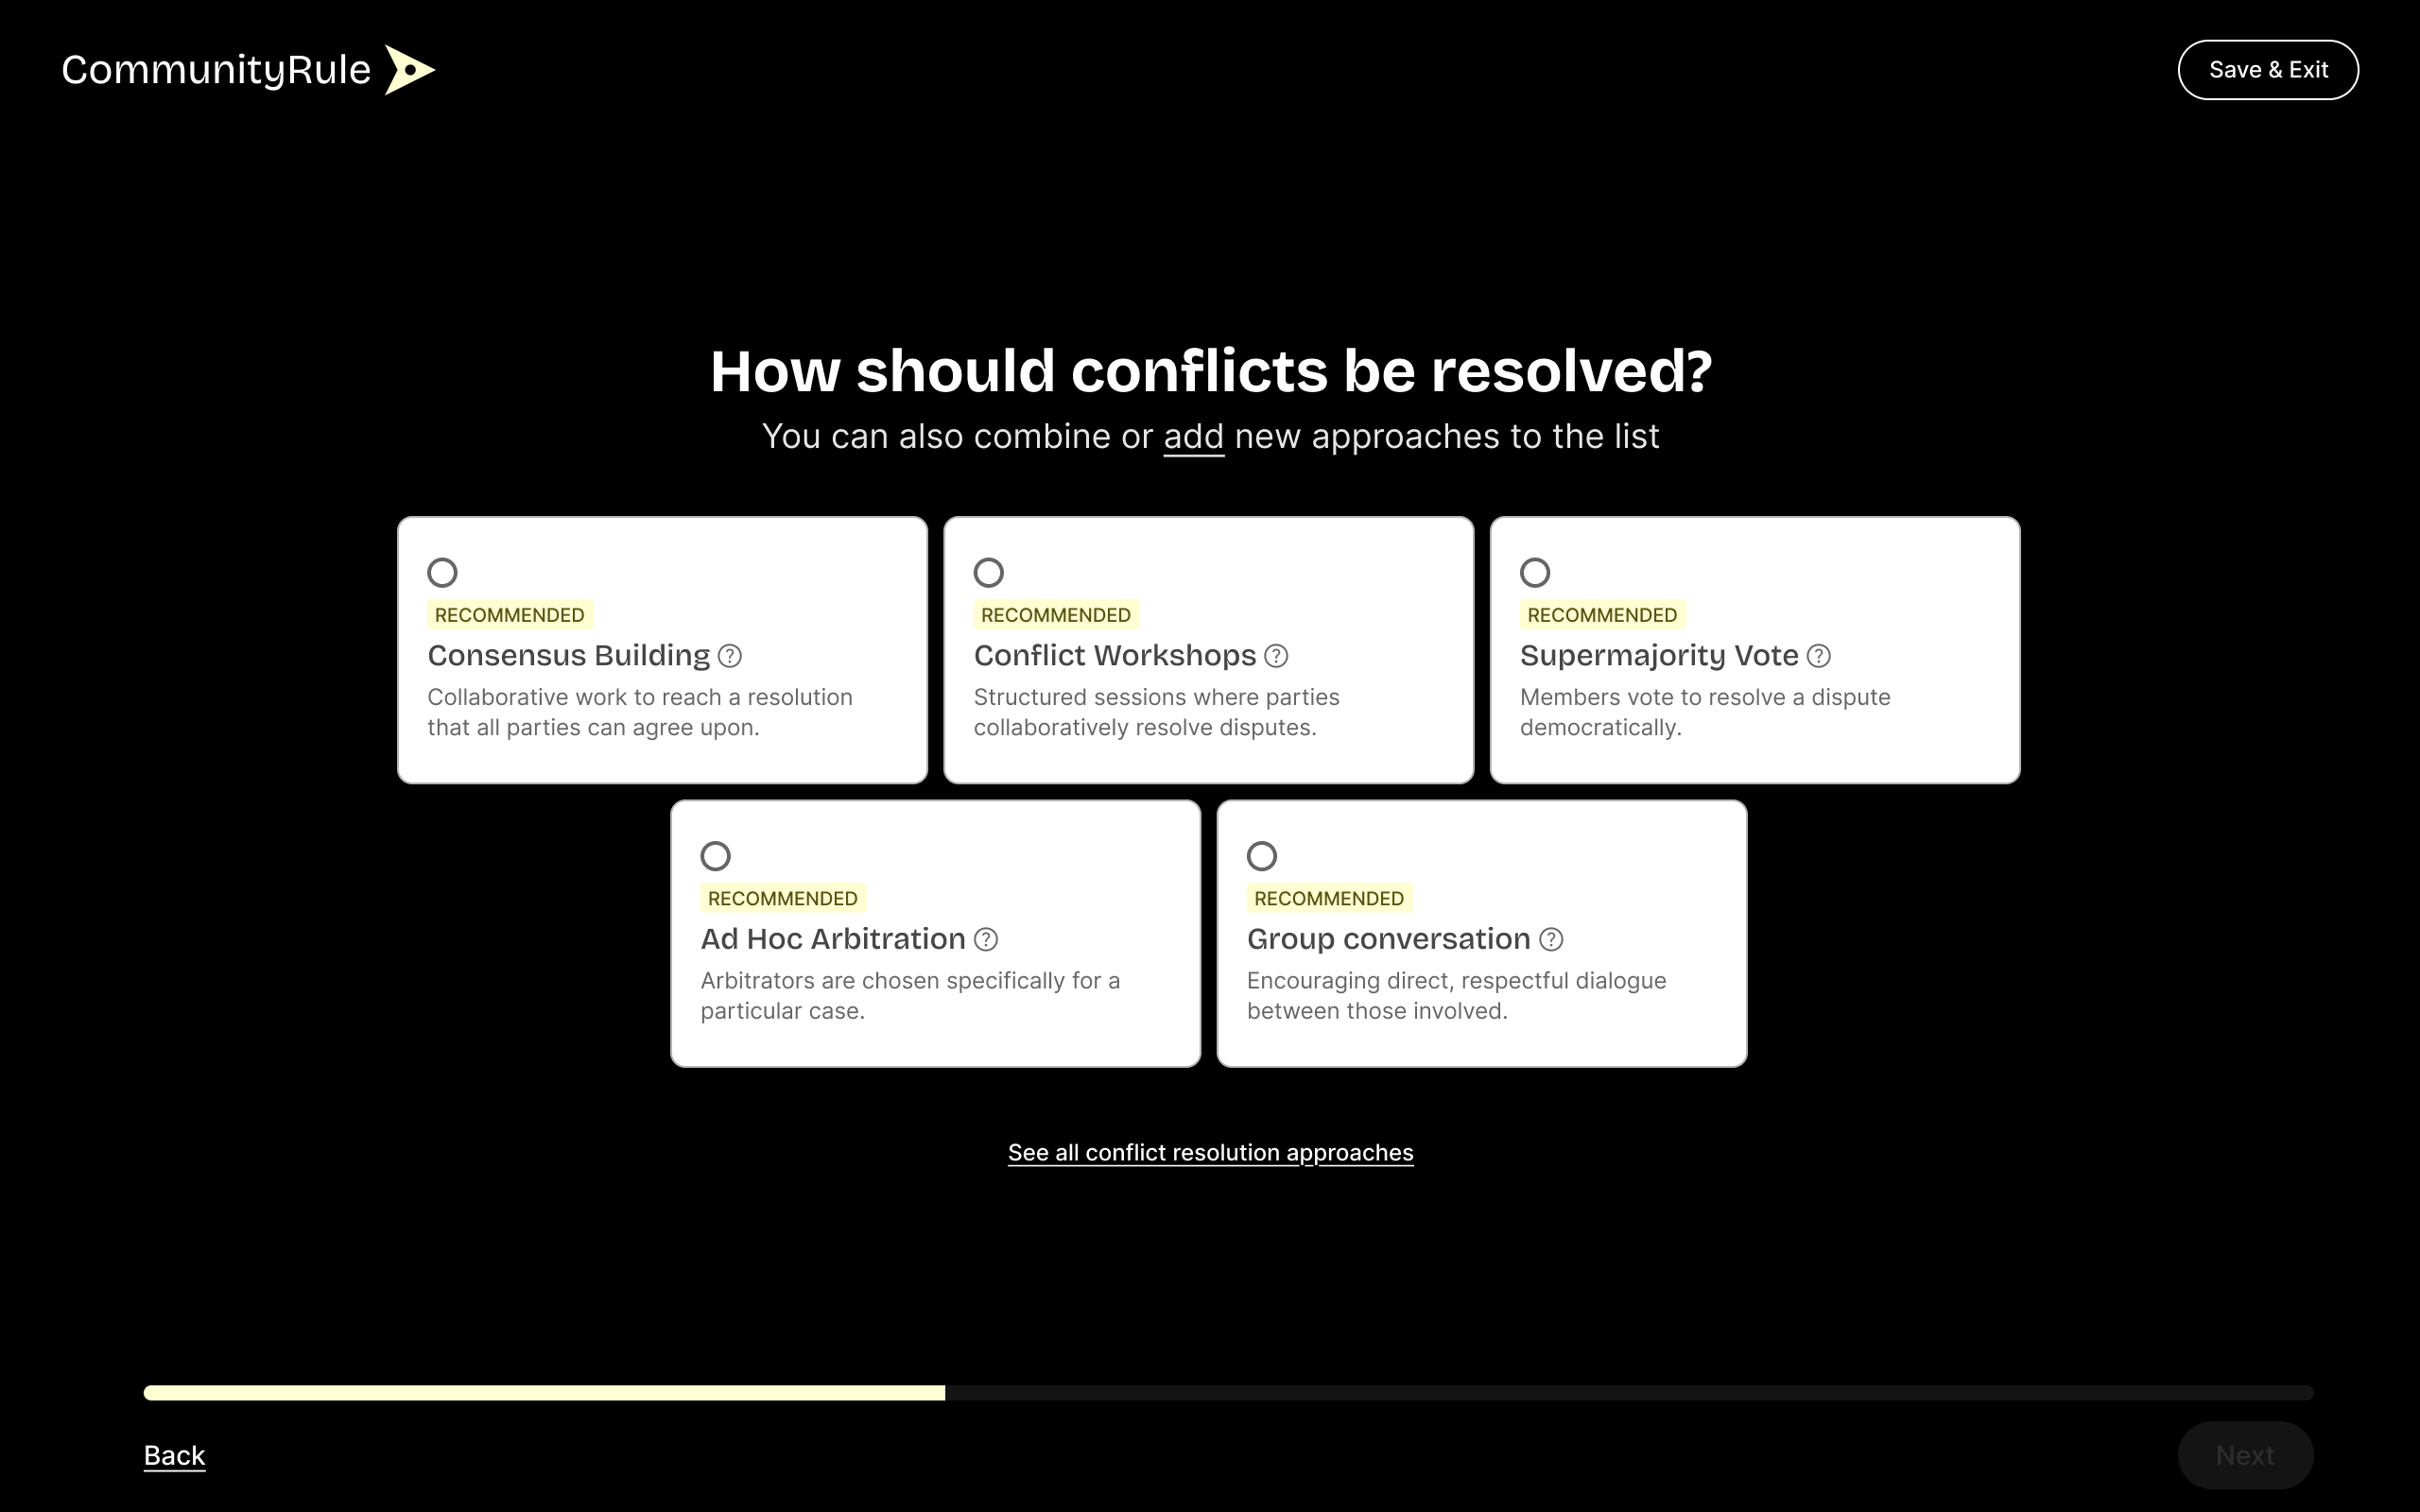 CommunityRule
Save & Exit
How should conflicts be resolved?
You can also combine or add new approaches to the list
RECOMMENDED
Consensus Building
Collaborative work to reach a resolution
that all parties can agree upon.
RECOMMENDED
Conflict Workshops
Structured sessions where parties
collaboratively resolve disputes.
RECOMMENDED
Supermajority Vote
Members vote to resolve a dispute
democratically.
RECOMMENDED
Ad Hoc Arbitration
Arbitrators are chosen specifically for a
particular case.
RECOMMENDED
Group conversation
Encouraging direct, respectful dialogue
between those involved.
See all conflict resolution approaches
Back
Next